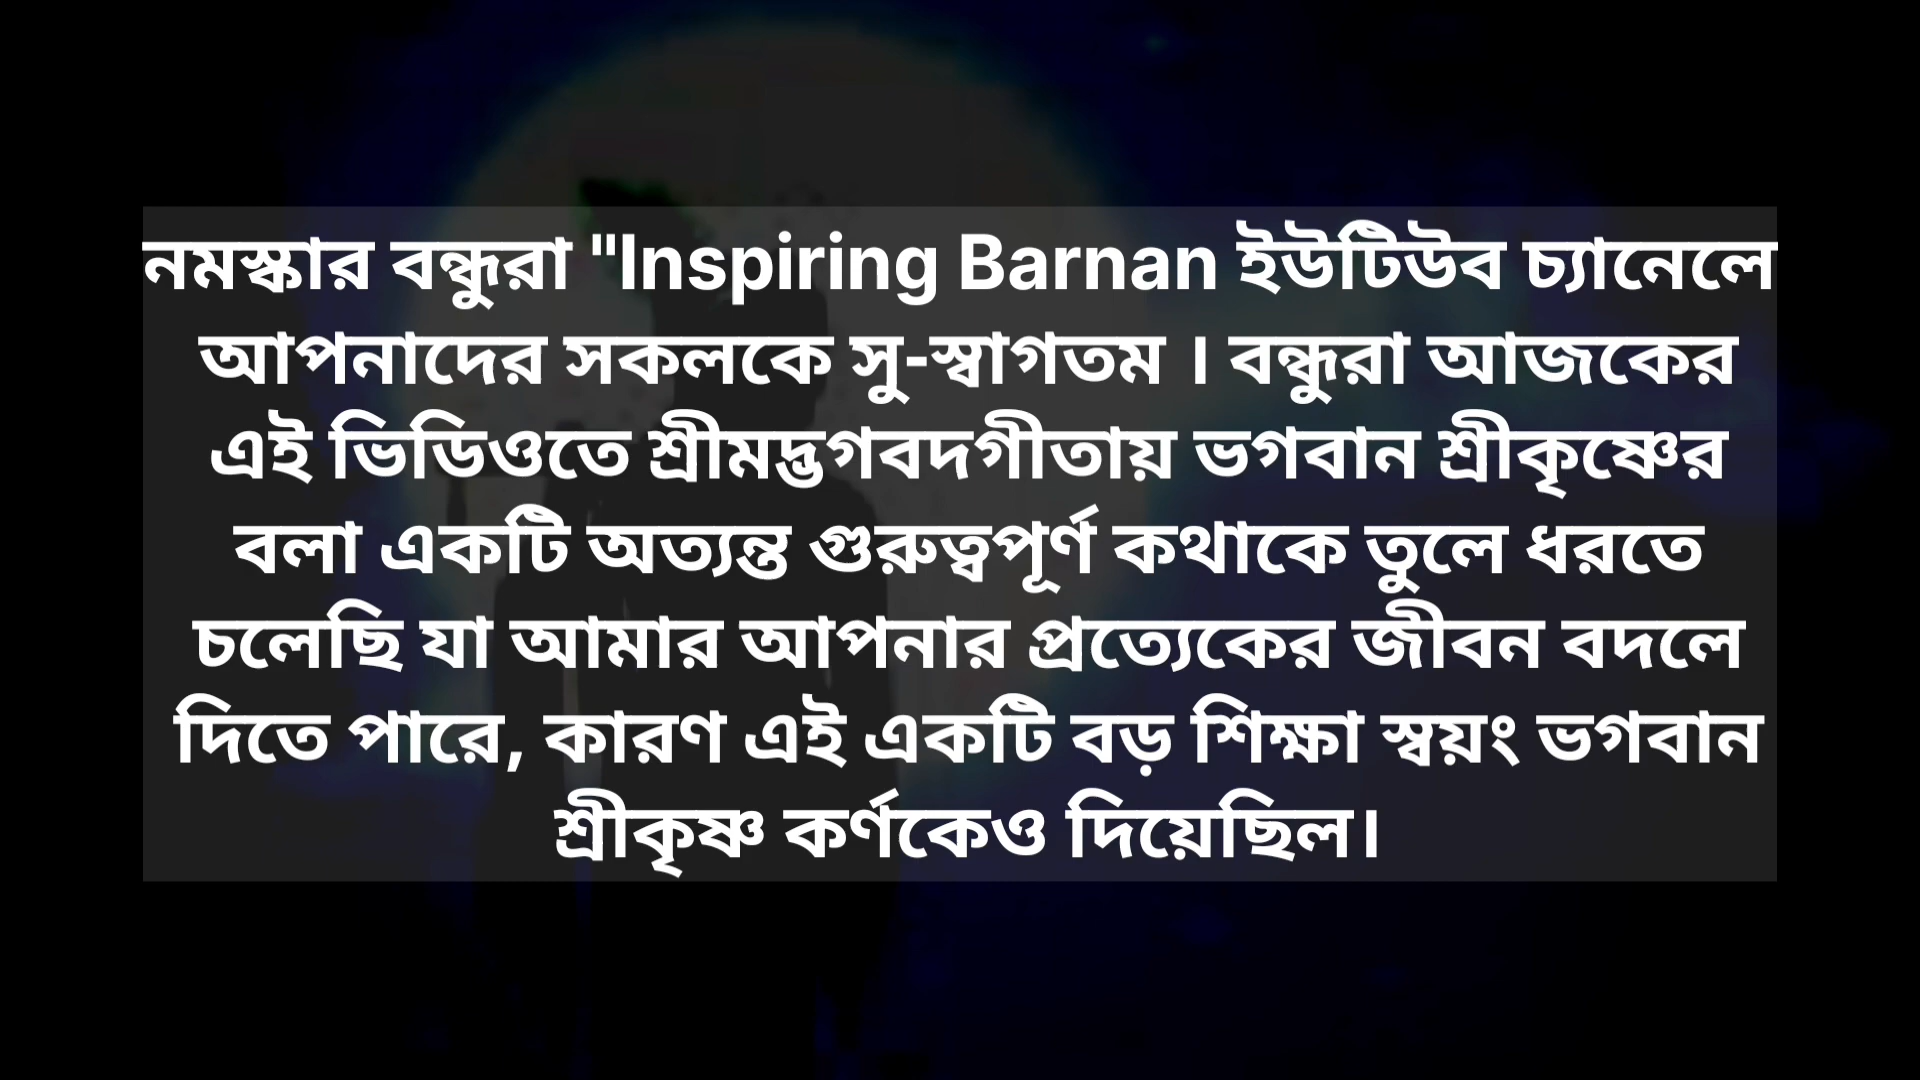 নমস্কার বন্ধুরা "Inspiring Barnan ইউটিউব চ্যানেলে
আপনাদের সকলকে সু-স্বাগতম । বন্ধুরা আজকের
এই ভিডিওতে শ্রীমদ্ভগবদগীতায় ভগবান শ্রীকৃষ্ণের
বলা একটি অত্যন্ত গুরুত্বপূর্ণ কথাকে তুলে ধরতে
চলেছি যা আমার আপনার প্রত্যেকের জীবন বদলে
দিতে পারে, কারণ এই একটি বড় শিক্ষা স্বয়ং ভগবান
শ্রীকৃষ্ণ কর্ণকেও দিয়েছিল।